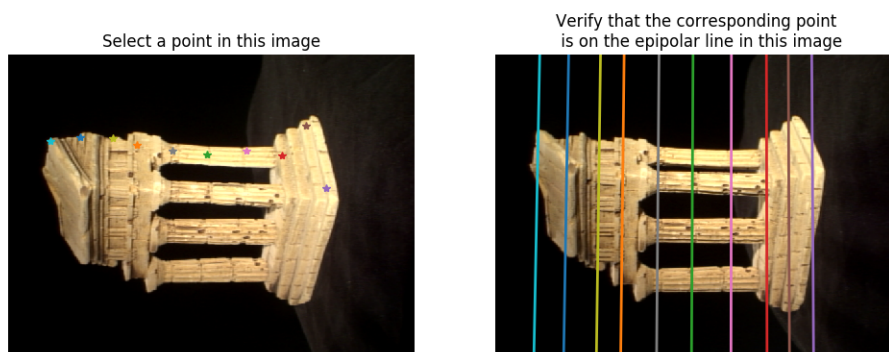 Select a point in this image
Verify that the corresponding point
is on the epipolar line in this image